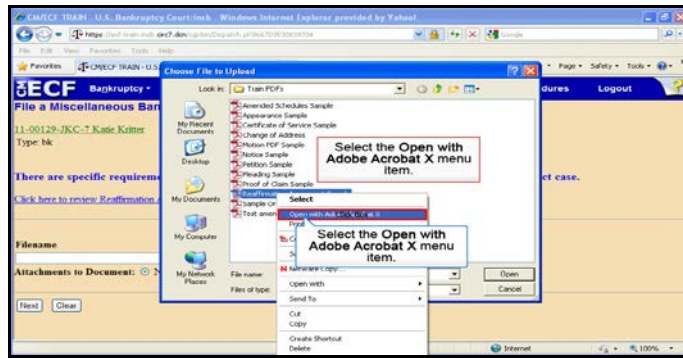 CM/ECF TRAIN - U.S. Bankruptcy Court:insb - Windows Internet Explorer provided by Yahoo!
Google
File Edit View Favorites Tools Help
Favorites CM/ECF TRAIN - U.S.
Page Safety Tools
ECF Bankruptcy
dures Logout
File a Miscellaneous Ban
11-00129-JKC-7 Katie Kritter
Type: bk
There are specific requirem
ct case.
Click here to review Reaffirmation
Filename
Attachments to Document:
Next Clear
Choose File to Upload
Look in: Train PDFs
My Recent Documents
Desktop
My Documents
My Computer
My Network Places
Amended Schedules Sample
Appearance Sample
Certificate of Service Sample
Change of Address
Motion PDF Sample
Notice Sample
Petition Sample
Pleading Sample
Proof of Claim Sample
Select the Open with
Adobe Acrobat X menu
item.
Select
Print
Select the Open with
Adobe Acrobat X menu
item.
NetWare Copy...
Open With
Send To
Cut
Copy
Create Shortcut
Delete
File name:
Files of type:
Open
Cancel
Internet
100%